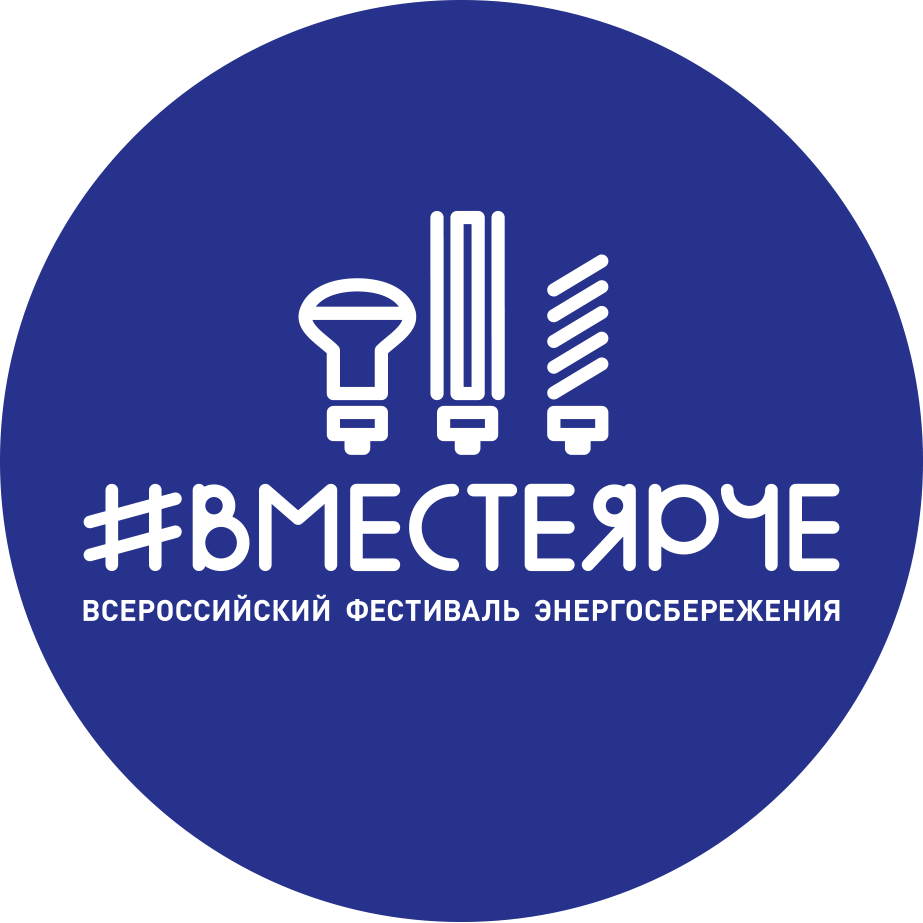 #ВМЕСТЕЯРЧЕ
ВСЕРОССИЙСКИЙ ФЕСТИВАЛЬ ЭНЕРГОСБЕРЕЖЕНИЯ